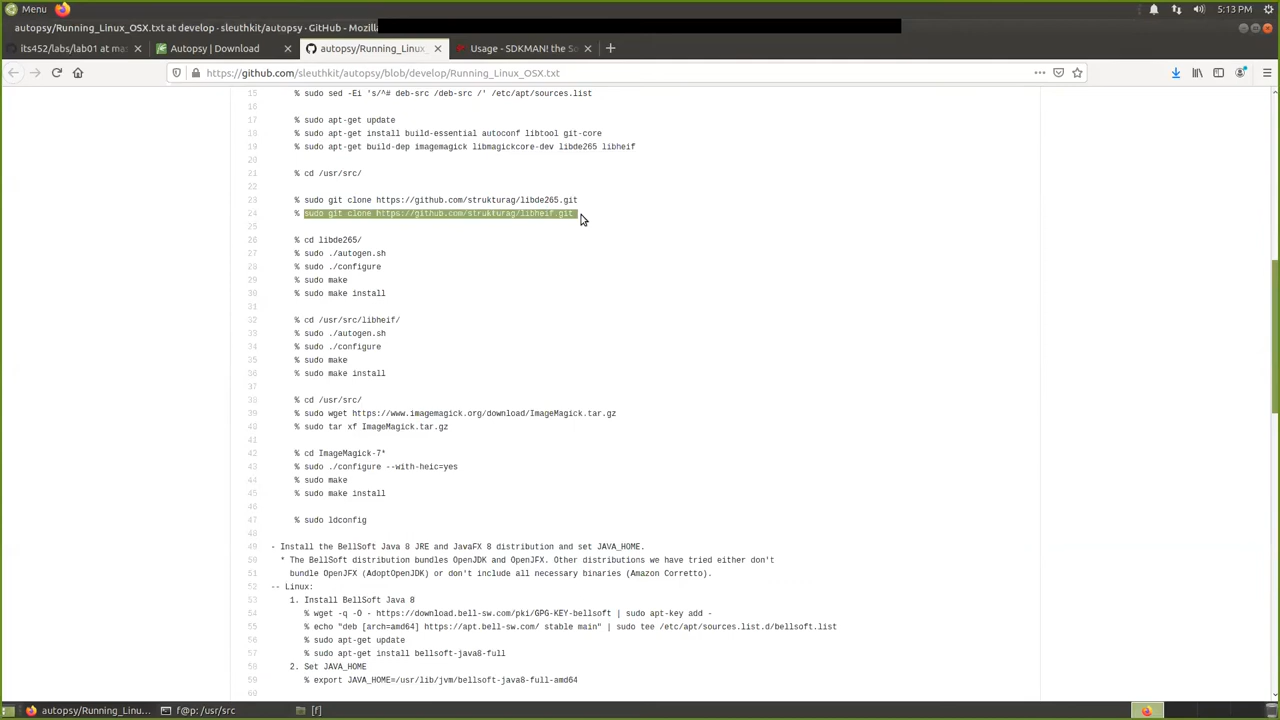 Menu
5:13 PM
autopsy/Running_Linux_OSX.txt at develop · sleuthkit/autopsy · GitHub - Mozilla
its452/labs/lab01 at ma
Autopsy | Download
autopsy/Running_Linux_
Usage - SDKMAN! the So
https://github.com/sleuthkit/autopsy/blob/develop/Running_Linux_OSX.txt
15 % sudo sed -Ei 's/^# deb-src /deb-src /' /etc/apt/sources.list
16
17 % sudo apt-get update
18 % sudo apt-get install build-essential autoconf libtool git-core
19 % sudo apt-get build-dep imagemagick libmagickcore-dev libde265 libheif
20
21 % cd /usr/src/
22
23 % sudo git clone https://github.com/strukturag/libde265.git
24 % sudo git clone https://github.com/strukturag/libheif.git
25
26 % cd libde265/
27 % sudo ./autogen.sh
28 % sudo ./configure
29 % sudo make
30 % sudo make install
31
32 % cd /usr/src/libheif/
33 % sudo ./autogen.sh
34 % sudo ./configure
35 % sudo make
36 % sudo make install
37
38 % cd /usr/src/
39 % sudo wget https://www.imagemagick.org/download/ImageMagick.tar.gz
40 % sudo tar xf ImageMagick.tar.gz
41
42 % cd ImageMagick-7*
43 % sudo ./configure --with-heic=yes
44 % sudo make
45 % sudo make install
46
47 % sudo ldconfig
48
49 - Install the BellSoft Java 8 JRE and JavaFX 8 distribution and set JAVA_HOME.
50 * The BellSoft distribution bundles OpenJDK and OpenJFX. Other distributions we have tried either don't
51 bundle OpenJFX (AdoptOpenJDK) or don't include all necessary binaries (Amazon Corretto).
52 -- Linux:
53 1. Install BellSoft Java 8
54 % wget -q -O - https://download.bell-sw.com/pki/GPG-KEY-bellsoft | sudo apt-key add -
55 % echo "deb [arch=amd64] https://apt.bell-sw.com/ stable main" | sudo tee /etc/apt/sources.list.d/bellsoft.list
56 % sudo apt-get update
57 % sudo apt-get install bellsoft-java8-full
58 2. Set JAVA_HOME
59 % export JAVA_HOME=/usr/lib/jvm/bellsoft-java8-full-amd64
60
autopsy/Running_Linu...
f@p: /usr/src
[f]